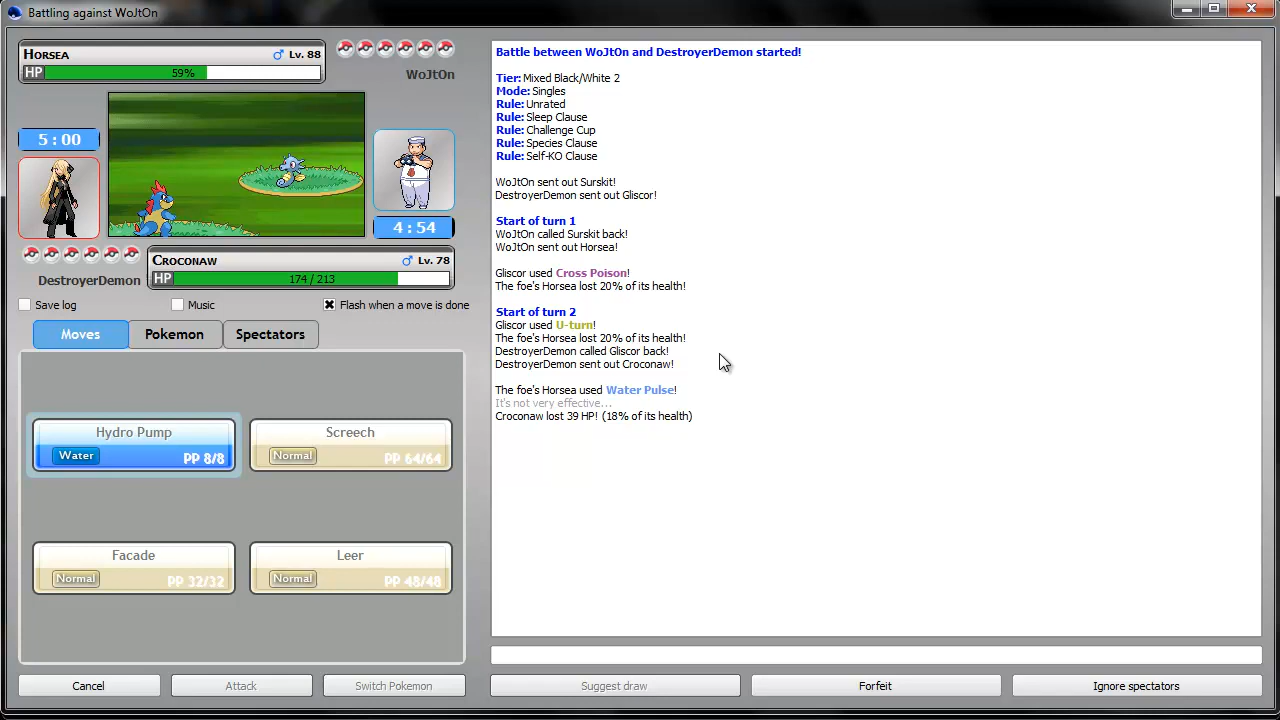 Battling against WoJtOn
HORSEA ♂ Lv. 88
HP 59%
WoJtOn
5:00
4:54
CROCONAW ♂ Lv. 78
HP 174 / 213
DestroyerDemon
Save log
Music
Flash when a move is done
Moves
Pokemon
Spectators
Hydro Pump
Water PP 8/8
Screech
Normal PP 64/64
Facade
Normal PP 32/32
Leer
Normal PP 48/48
Cancel
Attack
Switch Pokemon
Battle between WoJtOn and DestroyerDemon started!
Tier: Mixed Black/White 2
Mode: Singles
Rule: Unrated
Rule: Sleep Clause
Rule: Challenge Cup
Rule: Species Clause
Rule: Self-KO Clause
WoJtOn sent out Surskit!
DestroyerDemon sent out Gliscor!
Start of turn 1
WoJtOn called Surskit back!
WoJtOn sent out Horsea!
Gliscor used Cross Poison!
The foe's Horsea lost 20% of its health!
Start of turn 2
Gliscor used U-turn!
The foe's Horsea lost 20% of its health!
DestroyerDemon called Gliscor back!
DestroyerDemon sent out Croconaw!
The foe's Horsea used Water Pulse!
It's not very effective...
Croconaw lost 39 HP! (18% of its health)
Suggest draw
Forfeit
Ignore spectators